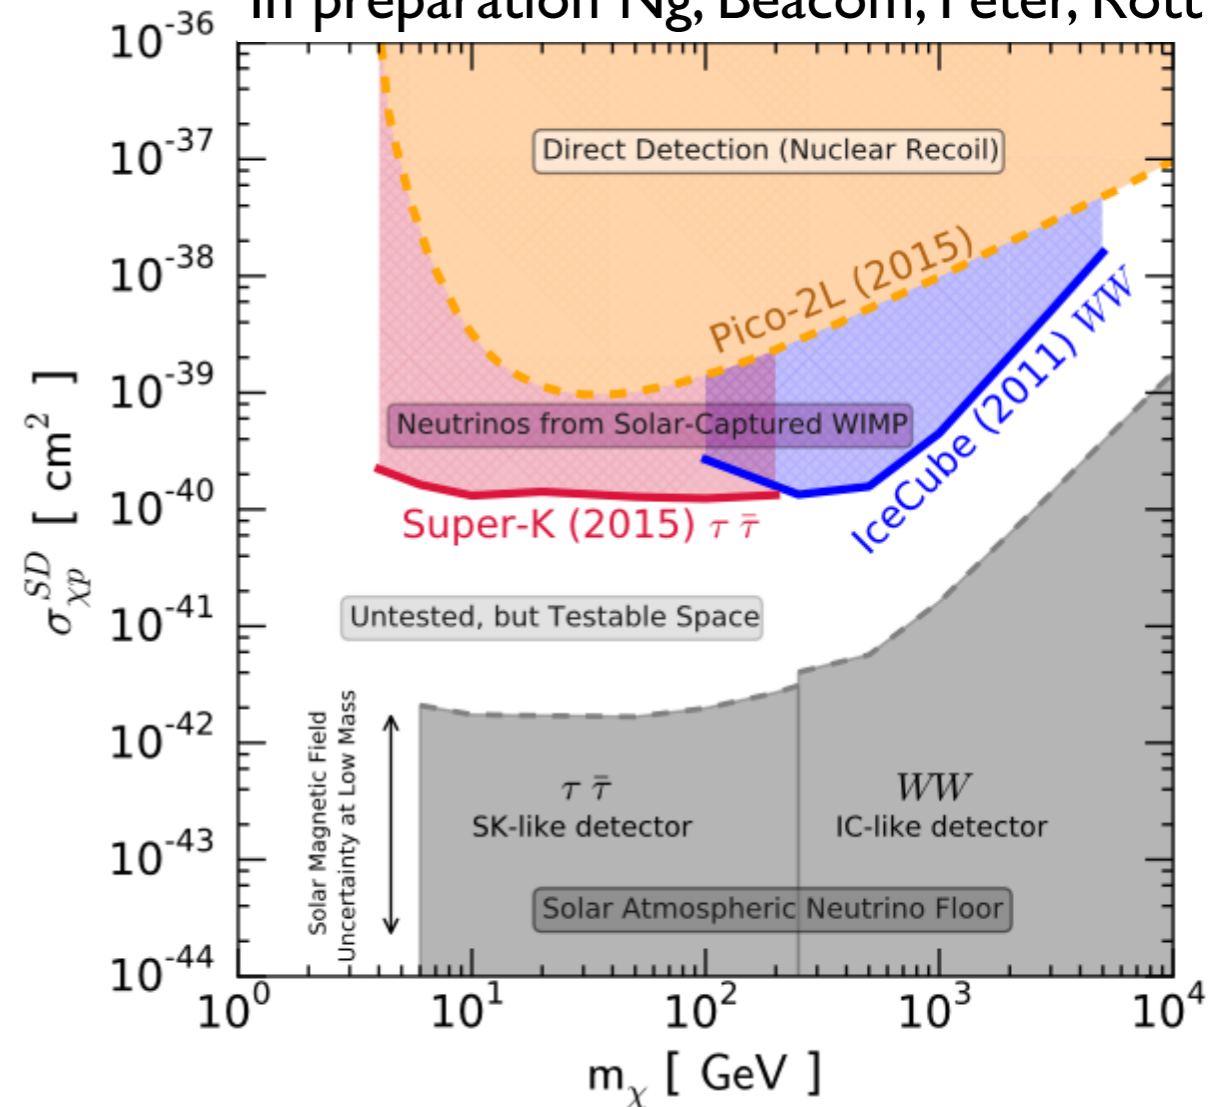 In preparation Ng, Beacom, Peter, Rott
10^-36
10^-37
10^-38
10^-39
10^-40
10^-41
10^-42
10^-43
10^-44
σ_χp^SD [ cm^2 ]
Direct Detection (Nuclear Recoil)
Pico-2L (2015)
Neutrinos from Solar-Captured WIMP
Super-K (2015) τ τ̄
IceCube (2011) WW
Untested, but Testable Space
Solar Magnetic Field
Uncertainty at Low Mass
τ τ̄
SK-like detector
WW
IC-like detector
Solar Atmospheric Neutrino Floor
10^0 10^1 10^2 10^3 10^4
m_χ [ GeV ]